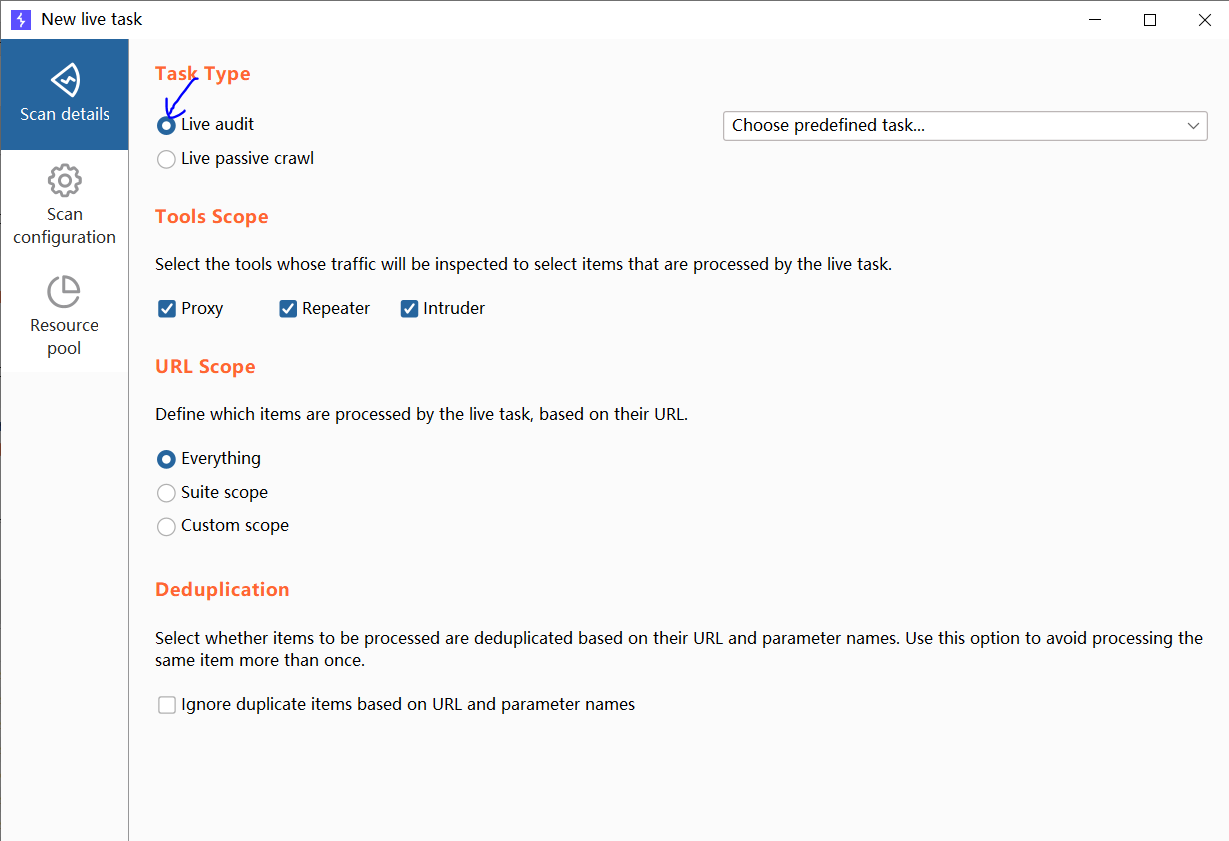 New live task
Scan details
Scan
configuration
Resource
pool
Task Type
Live audit
Choose predefined task...
Live passive crawl
Tools Scope
Select the tools whose traffic will be inspected to select items that are processed by the live task.
Proxy Repeater Intruder
URL Scope
Define which items are processed by the live task, based on their URL.
Everything
Suite scope
Custom scope
Deduplication
Select whether items to be processed are deduplicated based on their URL and parameter names. Use this option to avoid processing the
same item more than once.
Ignore duplicate items based on URL and parameter names